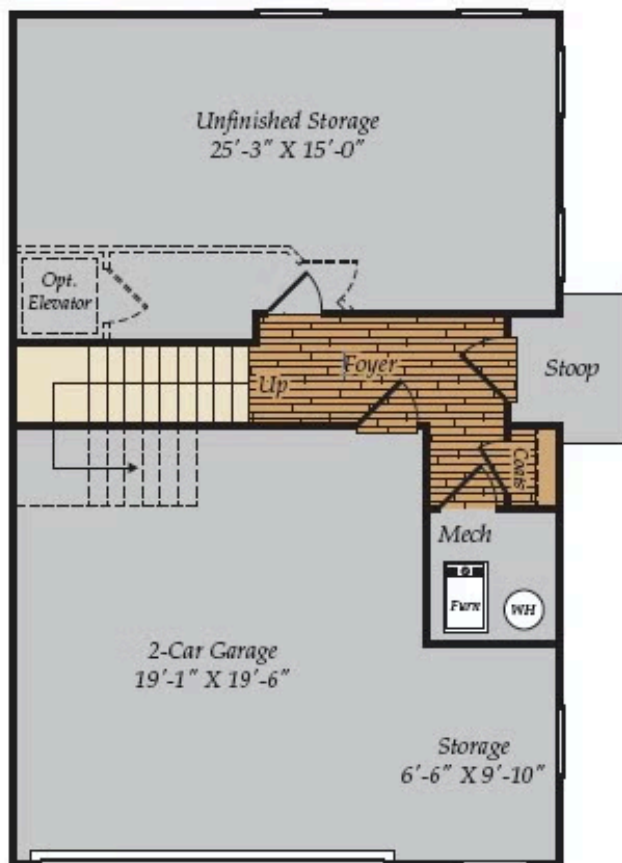 Unfinished Storage
25'-3" X 15'-0"
Opt.
Elevator
Up
Foyer
Stoop
Coats
Mech
Furn
WH
2-Car Garage
19'-1" X 19'-6"
Storage
6'-6" X 9'-10"